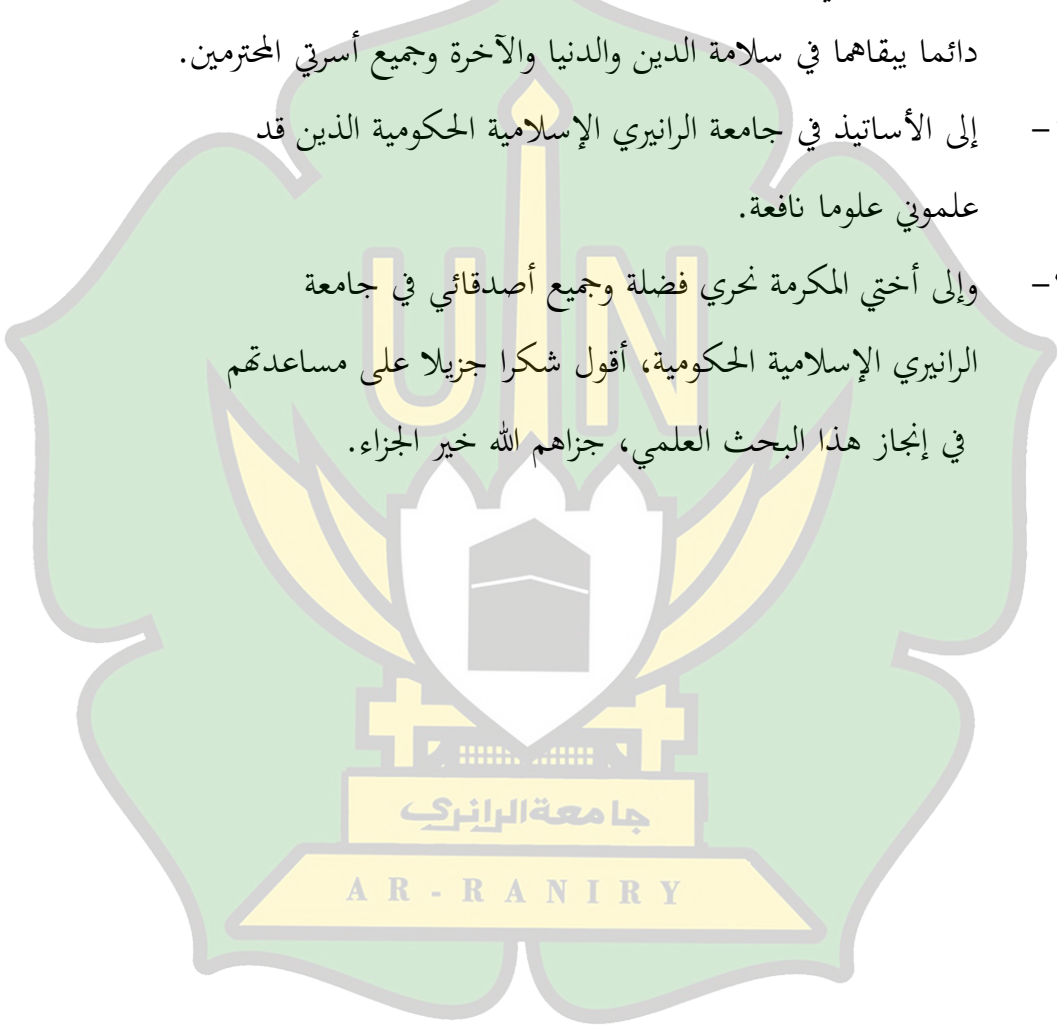 دائما يبقاهما في سلامة الدين والدنيا والآخرة وجميع أسرتي المحترمين.
- إلى الأساتيذ في جامعة الرانيري الإسلامية الحكومية الذين قد
علموني علوما نافعة.
- وإلى أختي المكرمة نحري فضلة وجميع أصدقائي في جامعة
الرانيري الإسلامية الحكومية، أقول شكرا جزيلا على مساعدتهم
في إنجاز هذا البحث العلمي، جزاهم الله خير الجزاء.
UIN
جامعة الرانري
AR-RANIRY